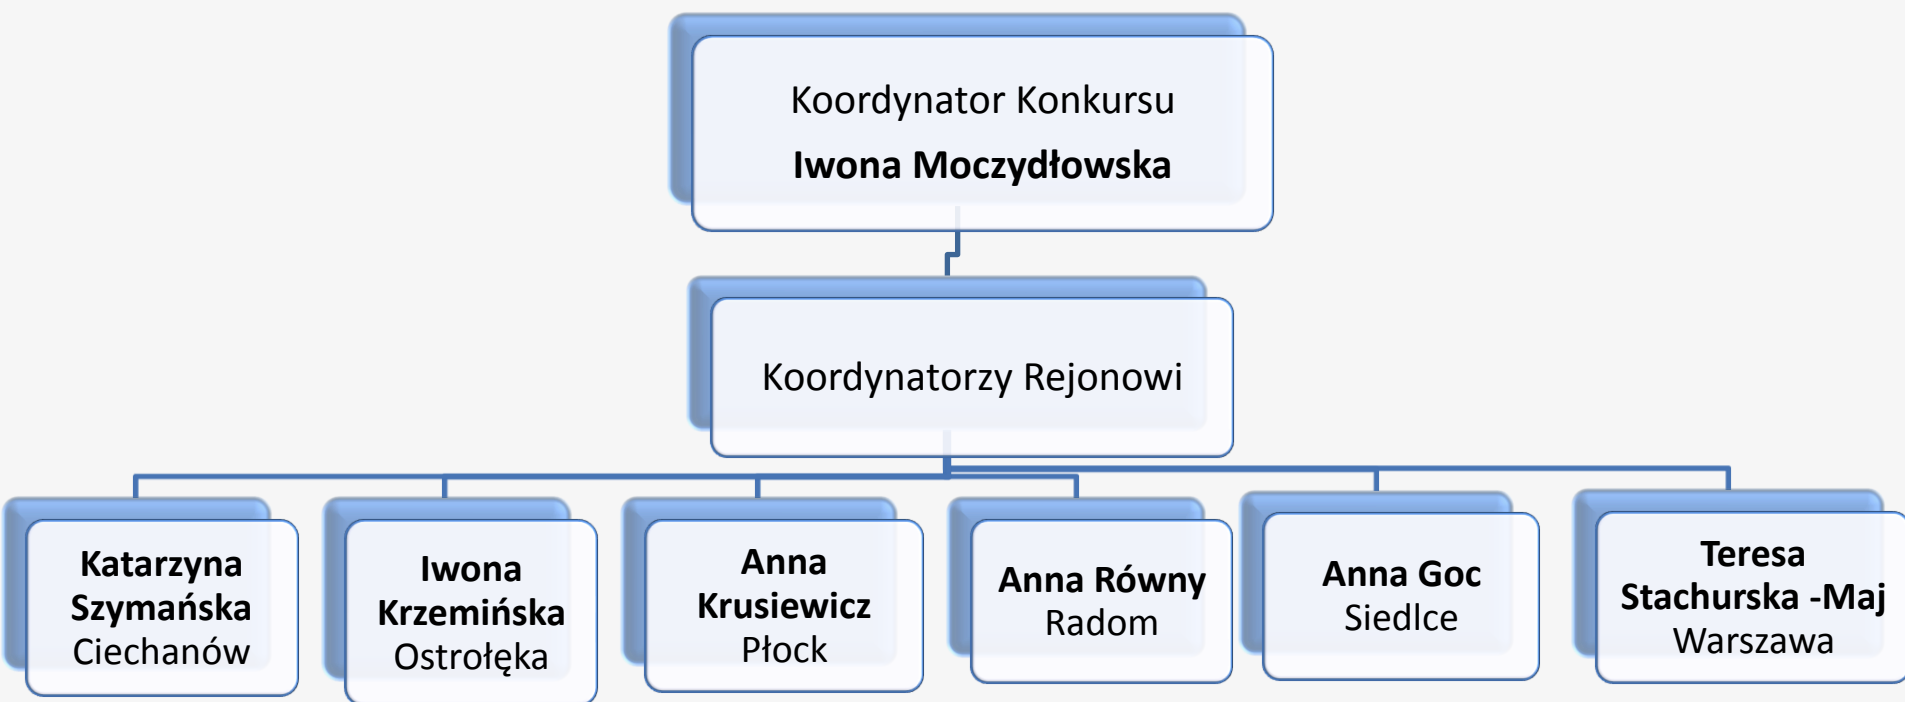 Koordynator Konkursu
Iwona Moczydłowska
Koordynatorzy Rejonowi
Katarzyna
Szymańska
Ciechanów
Iwona
Krzemińska
Ostrołęka
Anna
Krusiewicz
Płock
Anna Równy
Radom
Anna Goc
Siedlce
Teresa
Stachurska -Maj
Warszawa